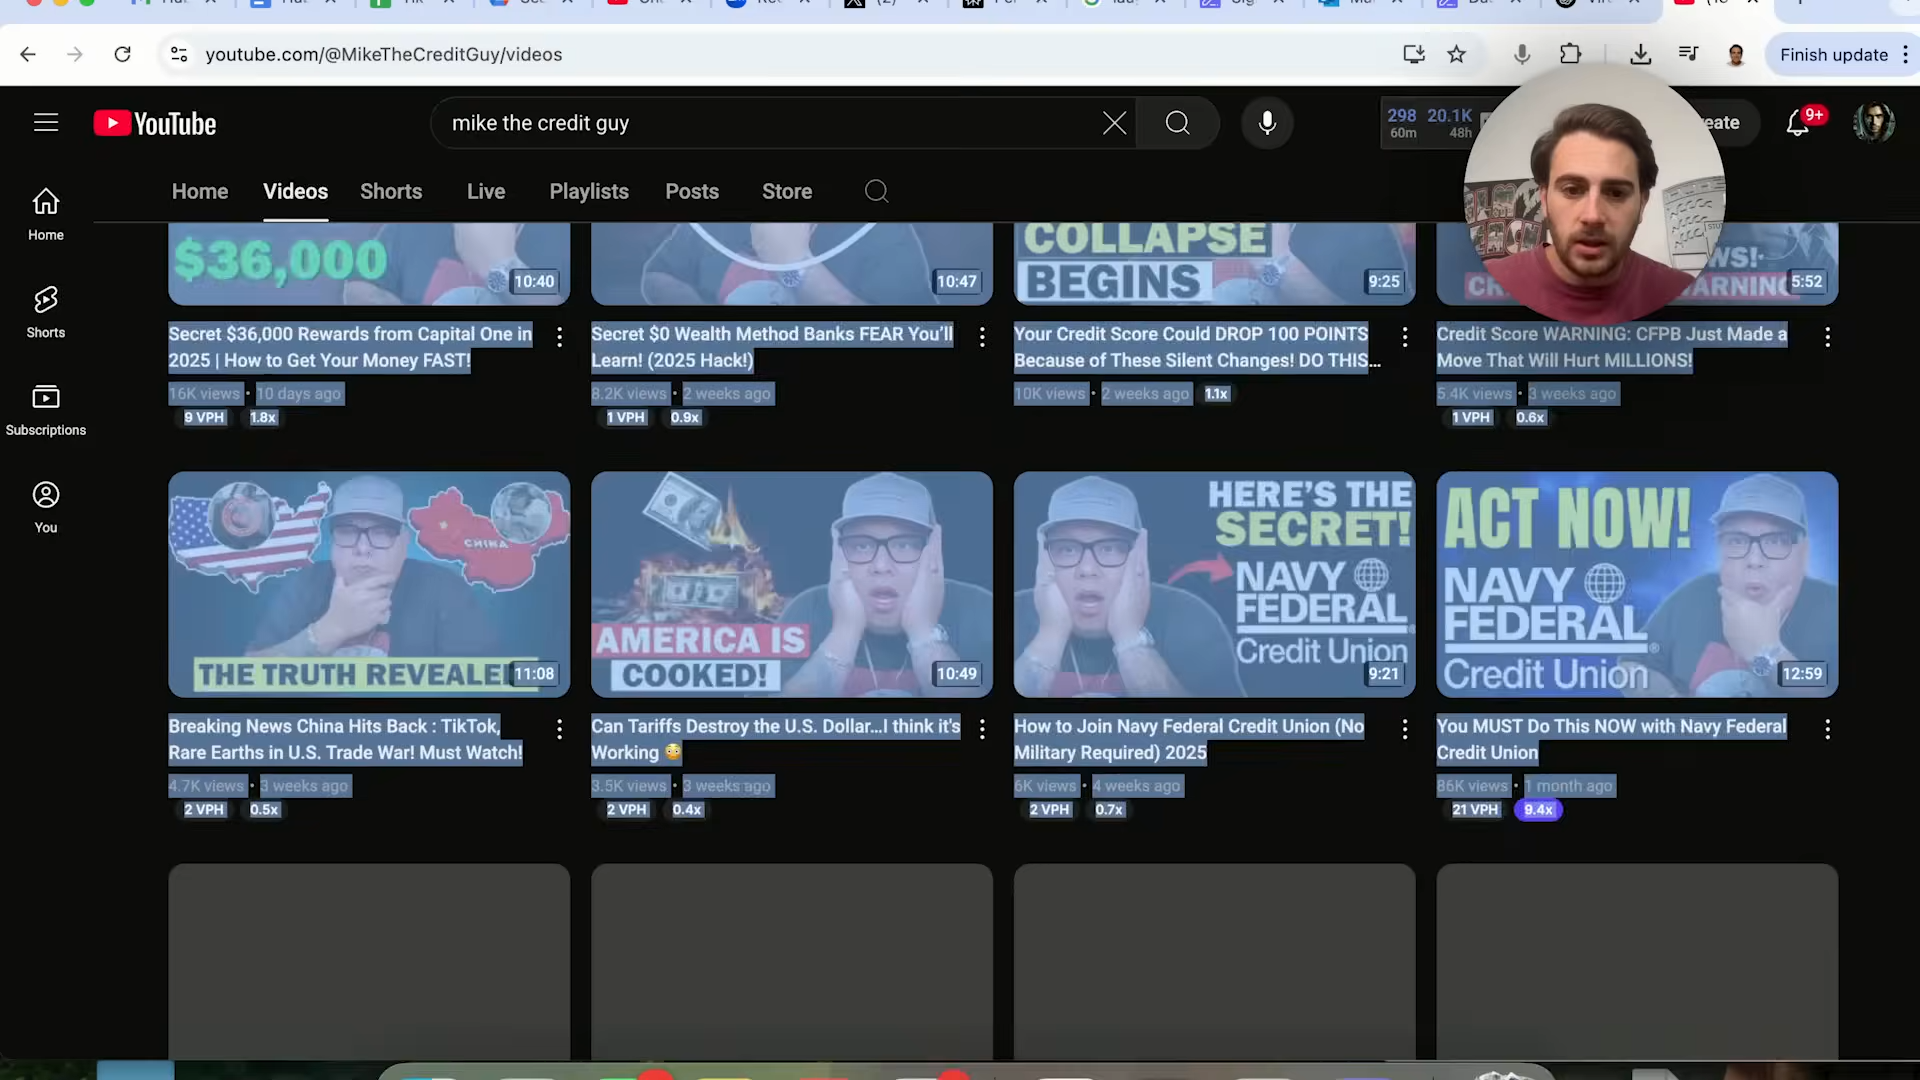 youtube.com/@MikeTheCreditGuy/videos
Finish update
YouTube
mike the credit guy
298 20.1K
60m 48h
eate
9+
Home
Videos
Shorts
Live
Playlists
Posts
Store
Home
Shorts
Subscriptions
You
$36,000
10:40
Secret $36,000 Rewards from Capital One in
2025 | How to Get Your Money FAST!
16K views • 10 days ago
9 VPH 1.8x
10:47
Secret $0 Wealth Method Banks FEAR You'll
Learn! (2025 Hack!)
8.2K views • 2 weeks ago
1 VPH 0.9x
COLLAPSE
BEGINS
9:25
Your Credit Score Could DROP 100 POINTS
Because of These Silent Changes! DO THIS...
10K views • 2 weeks ago 1.1x
WS!
CR ARNING
5:52
Credit Score WARNING: CFPB Just Made a
Move That Will Hurt MILLIONS!
5.4K views • 3 weeks ago
1 VPH 0.6x
CHINA
THE TRUTH REVEALE
11:08
Breaking News China Hits Back : TikTok,
Rare Earths in U.S. Trade War! Must Watch!
4.7K views • 3 weeks ago
2 VPH 0.5x
AMERICA IS
COOKED!
10:49
Can Tariffs Destroy the U.S. Dollar...I think it's
Working 😳
3.5K views • 3 weeks ago
2 VPH 0.4x
HERE'S THE
SECRET!
NAVY
FEDERAL
Credit Union
9:21
How to Join Navy Federal Credit Union (No
Military Required) 2025
6K views • 4 weeks ago
2 VPH 0.7x
ACT NOW!
NAVY
FEDERAL
Credit Union
12:59
You MUST Do This NOW with Navy Federal
Credit Union
86K views • 1 month ago
21 VPH 9.4x